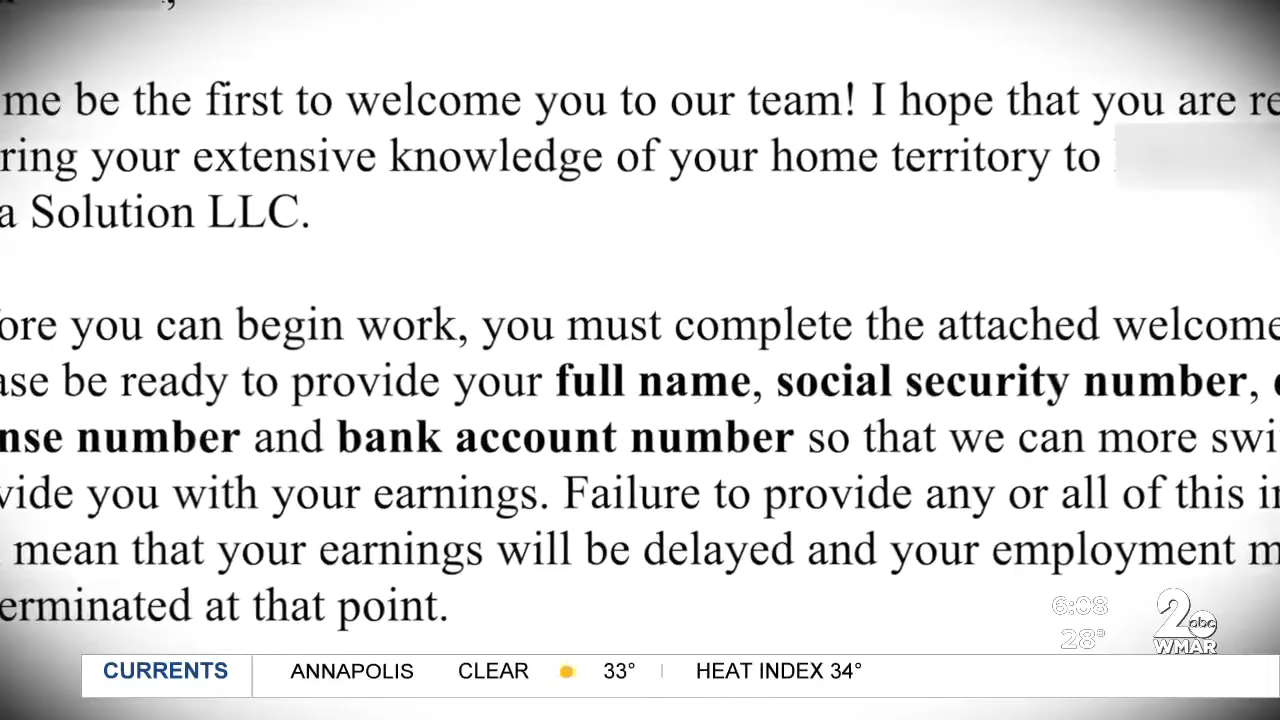 me be the first to welcome you to our team! I hope that you are re
ring your extensive knowledge of your home territory to
a Solution LLC.
ore you can begin work, you must complete the attached welcome
ase be ready to provide your full name, social security number,
nse number and bank account number so that we can more swi
vide you with your earnings. Failure to provide any or all of this in
mean that your earnings will be delayed and your employment m
erminated at that point.
6:08
28°
2 abc
WMAR
CURRENTS ANNAPOLIS CLEAR 33° HEAT INDEX 34°